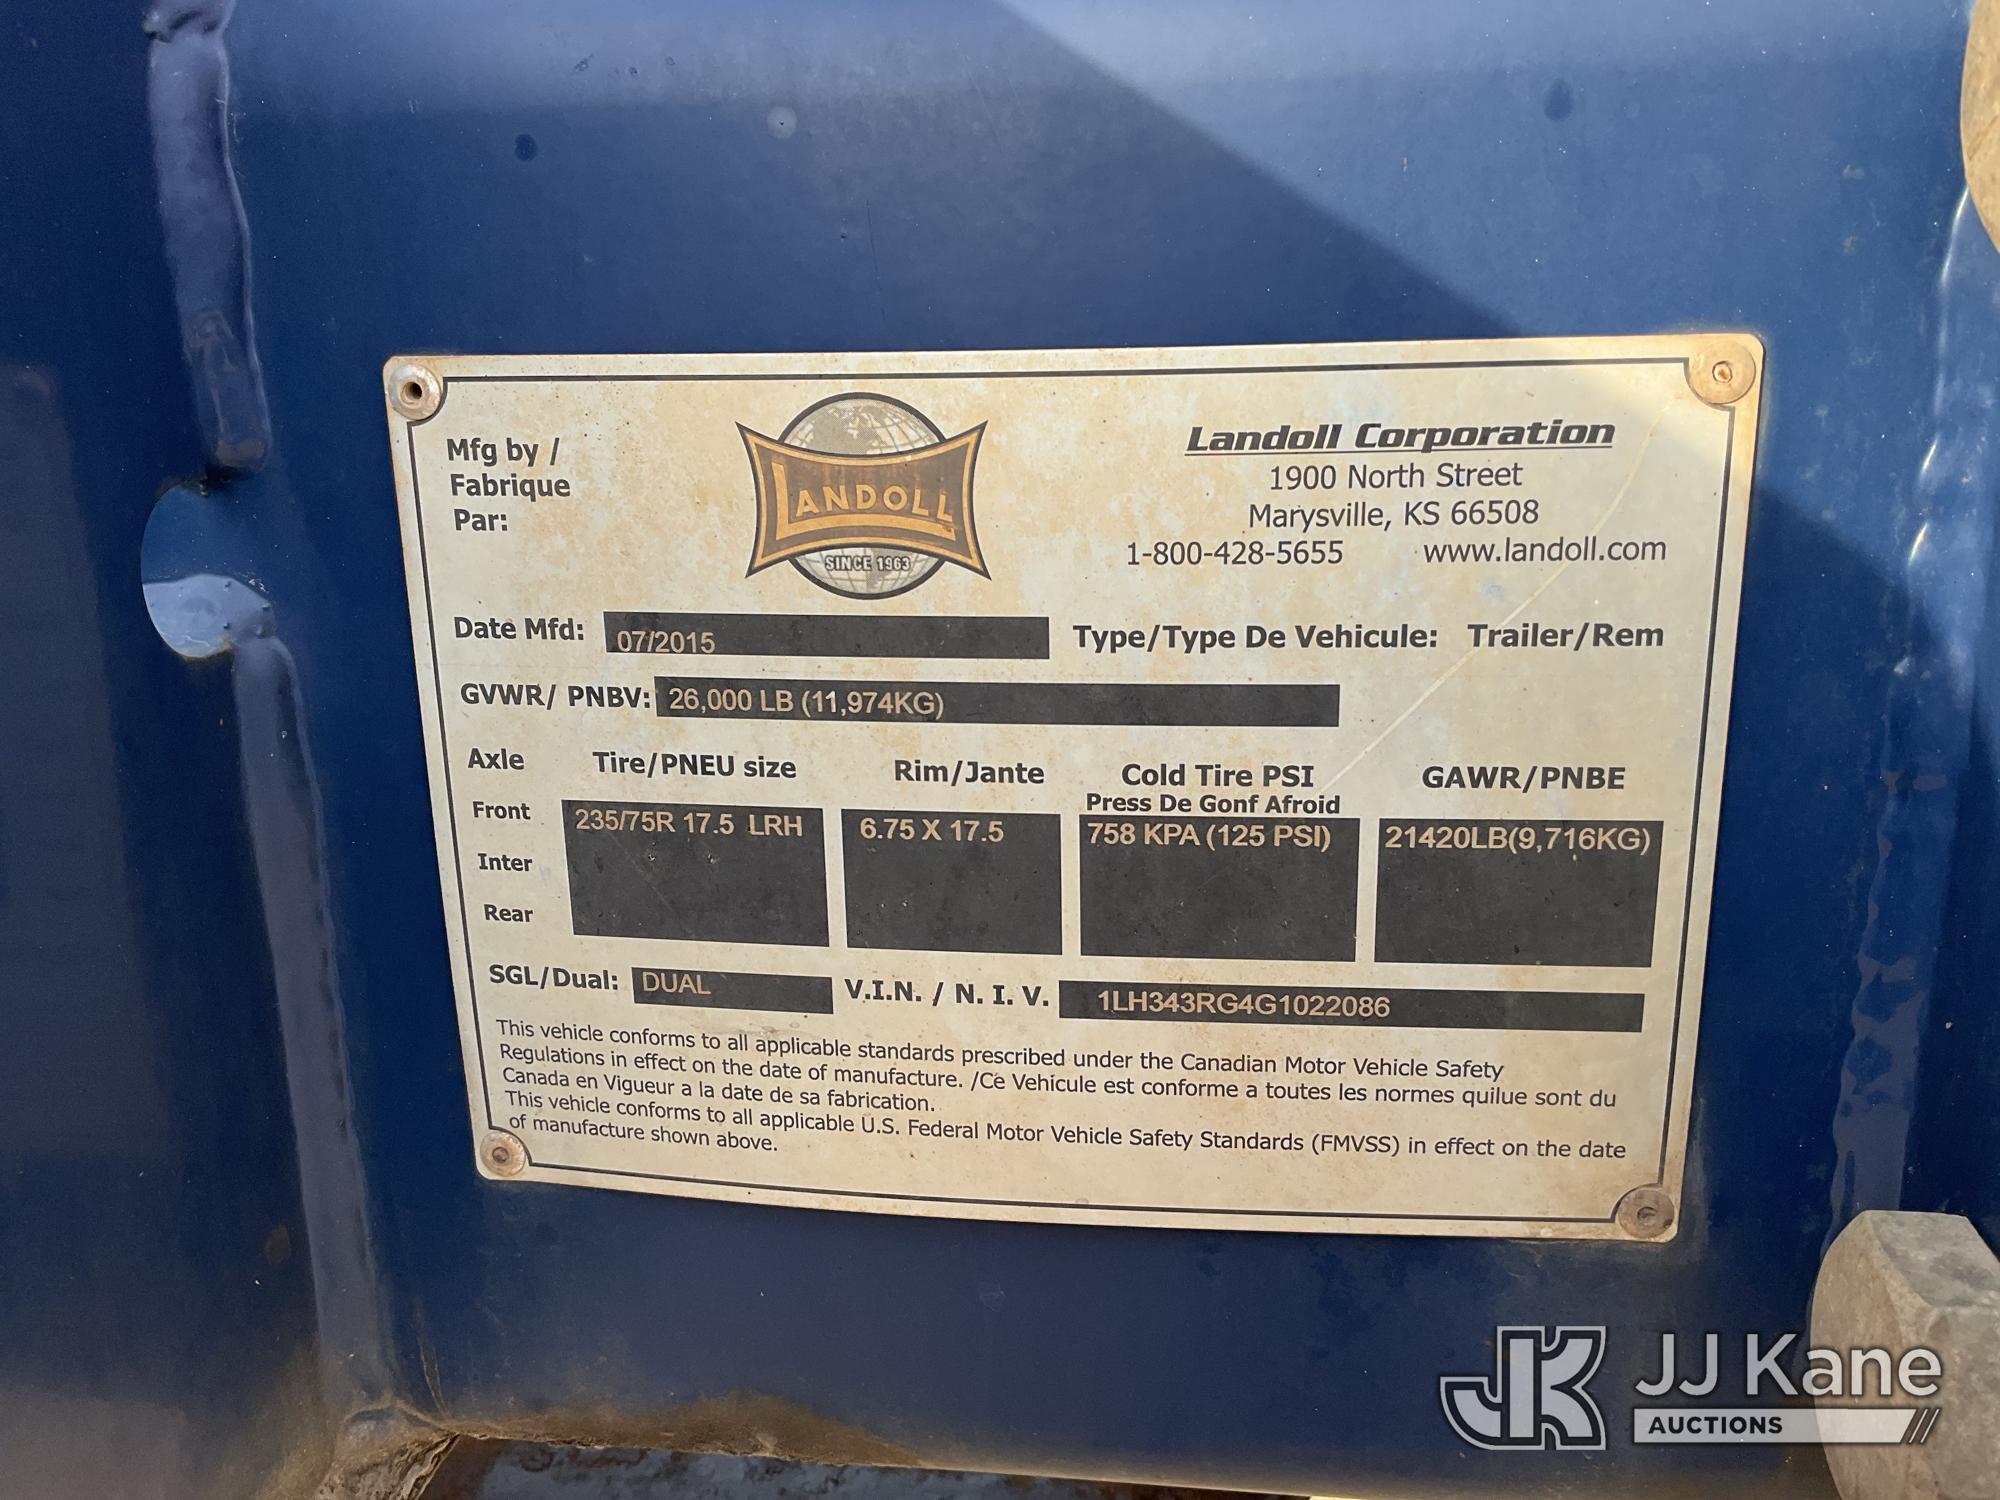 Mfg by /
Fabrique
Par:
LANDOLL
SINCE 1963
Landoll Corporation
1900 North Street
Marysville, KS 66508
1-800-428-5655 www.landoll.com
Date Mfd: 07/2015 Type/Type De Vehicule: Trailer/Rem
GVWR/ PNBV: 26,000 LB (11,974KG)
Axle Tire/PNEU size Rim/Jante Cold Tire PSI GAWR/PNBE
Press De Gonf Afroid
Front 235/75R 17.5 LRH 6.75 X 17.5 758 KPA (125 PSI) 21420LB(9,716KG)
Inter
Rear
SGL/Dual: DUAL V.I.N. / N. I. V. 1LH343RG4G1022086
This vehicle conforms to all applicable standards prescribed under the Canadian Motor Vehicle Safety
Regulations in effect on the date of manufacture. /Ce Vehicule est conforme a toutes les normes quilue sont du
Canada en Vigueur a la date de sa fabrication.
This vehicle conforms to all applicable U.S. Federal Motor Vehicle Safety Standards (FMVSS) in effect on the date
of manufacture shown above.
JK JJ Kane
AUCTIONS